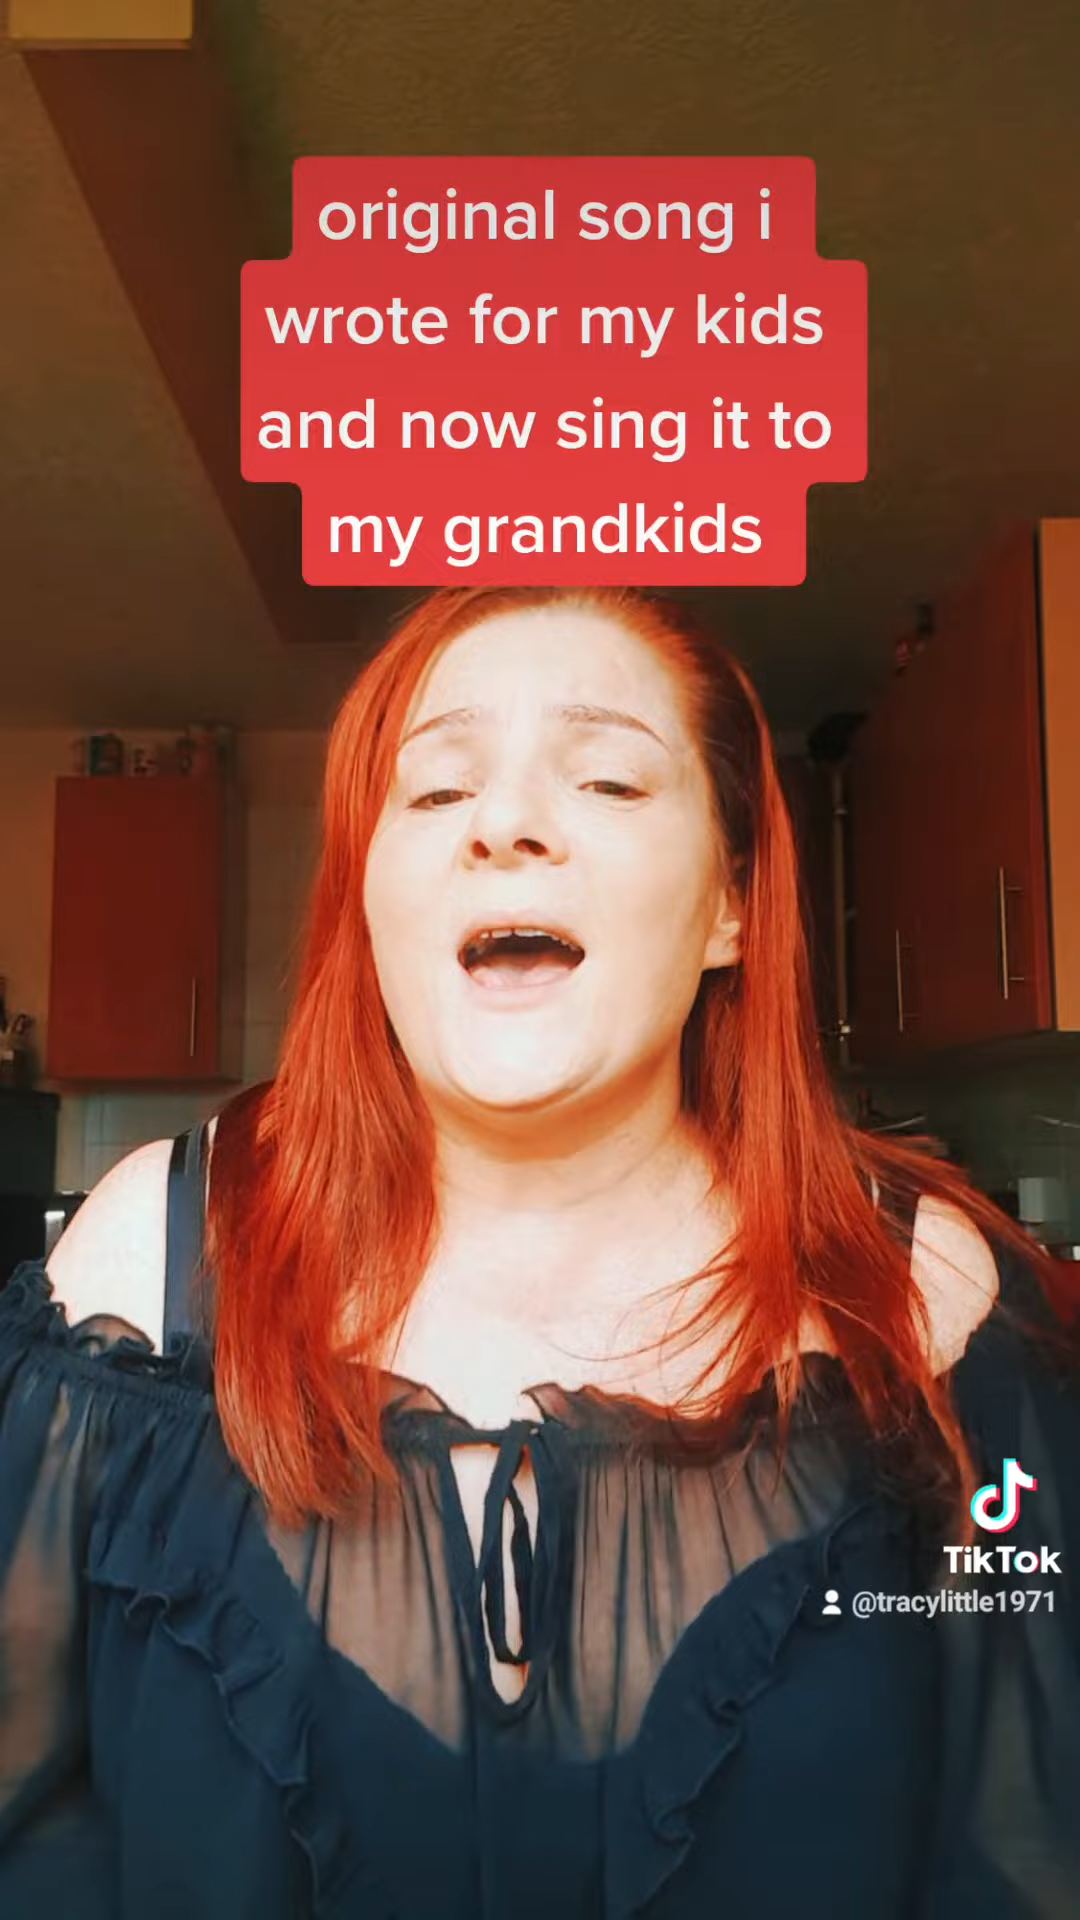 original song i
wrote for my kids
and now sing it to
my grandkids
TikTok
@tracylittle1971